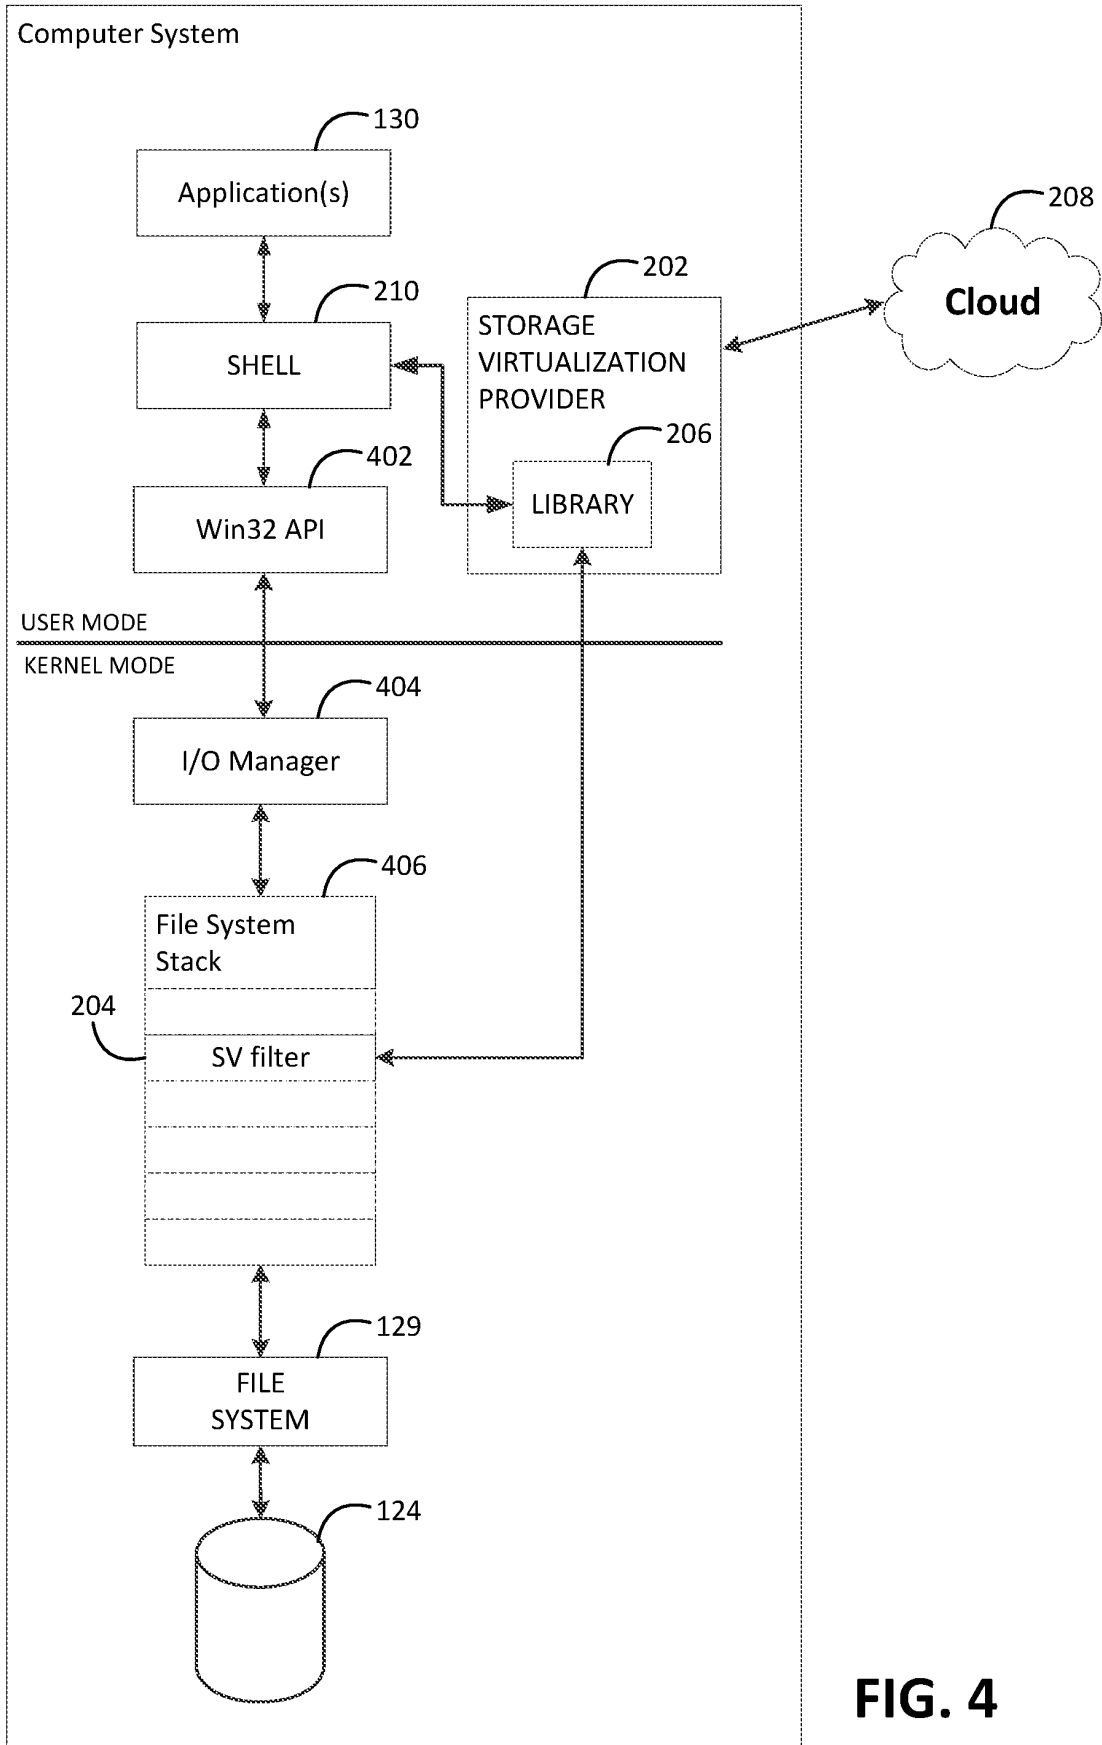 Computer System
130
Application(s)
208
Cloud
202
210
STORAGE
VIRTUALIZATION
PROVIDER
SHELL
206
402
LIBRARY
Win32 API
USER MODE
KERNEL MODE
404
I/O Manager
406
File System
Stack
204
SV filter
129
FILE
SYSTEM
124
FIG. 4